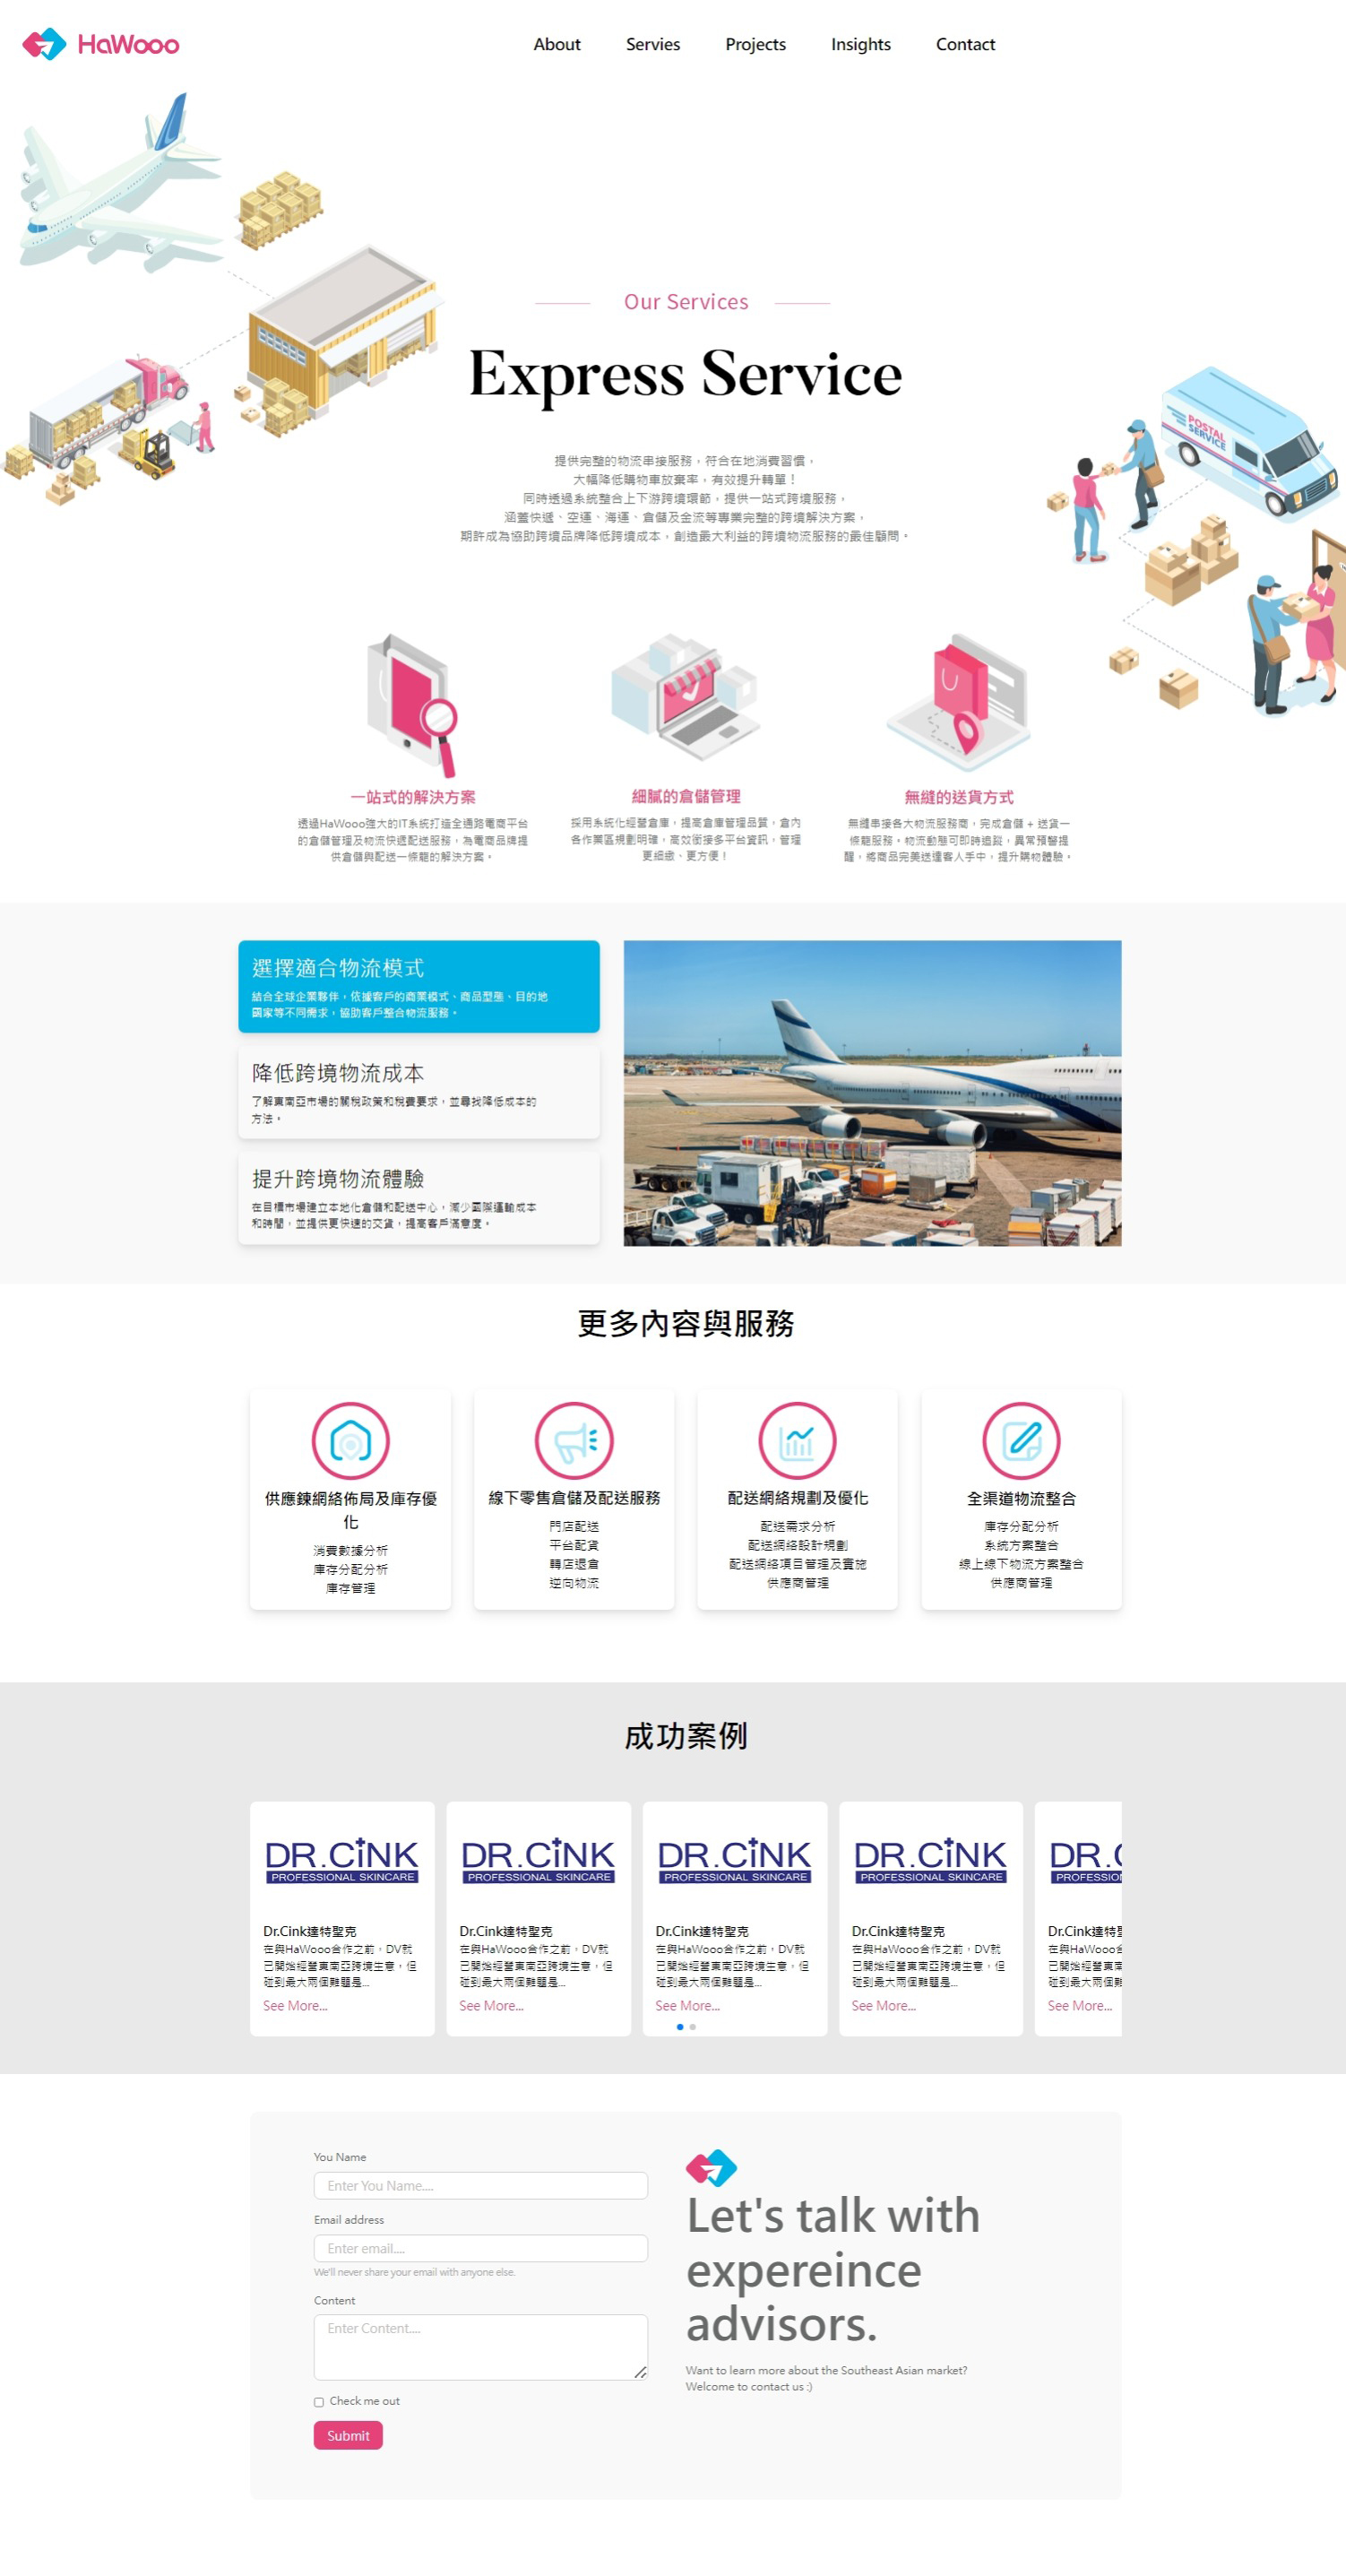 HaWooo
About Servies Projects Insights Contact
Our Services
Express Service
提供完整的物流串接服務，符合在地消費習慣，
大幅降低購物車放棄率，有效提升轉單！
同時透過系統整合上下游跨境環節，提供一站式跨境服務，
涵蓋快遞、空運、海運、倉儲及金流等專業完整的跨境解決方案，
期許成為協助跨境品牌降低跨境成本，創造最大利益的跨境物流服務的最佳顧問。
POSTAL
SERVICE
一站式的解決方案
透過HaWooo強大的IT系統打造全通路電商平台
的倉儲管理及物流快遞配送服務，為電商品牌提
供倉儲與配送一條龍的解決方案。
細膩的倉儲管理
採用系統化經營倉庫，提高倉庫管理品質，倉內
各作業區規劃明確，高效銜接多平台資訊，管理
更細緻、更方便！
無縫的送貨方式
無縫串接各大物流服務商，完成倉儲 + 送貨一
條龍服務。物流動態可即時追蹤，異常預警提
醒，將商品完美送達客人手中，提升購物體驗。
選擇適合物流模式
結合全球企業夥伴，依據客戶的商業模式、商品型態、目的地
國家等不同需求，協助客戶整合物流服務。
降低跨境物流成本
了解東南亞市場的關稅政策和稅費要求，並尋找降低成本的
方法。
提升跨境物流體驗
在目標市場建立本地化倉儲和配送中心，減少國際運輸成本
和時間，並提供更快速的交貨，提高客戶滿意度。
更多內容與服務
供應鍊網絡佈局及庫存優
化
消費數據分析
庫存分配分析
庫存管理
線下零售倉儲及配送服務
門店配送
平台配貨
轉店退倉
逆向物流
配送網絡規劃及優化
配送需求分析
配送網絡設計規劃
配送網絡項目管理及實施
供應商管理
全渠道物流整合
庫存分配分析
系統方案整合
線上線下物流方案整合
供應商管理
成功案例
DR.CiNK
PROFESSIONAL SKINCARE
Dr.Cink達特聖克
在與HaWooo合作之前，DV就
已開始經營東南亞跨境生意，但
碰到最大兩個難題是...
See More...
DR.CiNK
PROFESSIONAL SKINCARE
Dr.Cink達特聖克
在與HaWooo合作之前，DV就
已開始經營東南亞跨境生意，但
碰到最大兩個難題是...
See More...
DR.CiNK
PROFESSIONAL SKINCARE
Dr.Cink達特聖克
在與HaWooo合作之前，DV就
已開始經營東南亞跨境生意，但
碰到最大兩個難題是...
See More...
DR.CiNK
PROFESSIONAL SKINCARE
Dr.Cink達特聖克
在與HaWooo合作之前，DV就
已開始經營東南亞跨境生意，但
碰到最大兩個難題是...
See More...
DR.
Dr.Cink達特
在與HaWooo
已開始經營東
碰到最大兩個
See More...
You Name
Enter You Name....
Email address
Enter email....
We'll never share your email with anyone else.
Content
Enter Content....
Check me out
Submit
Let's talk with
expereince
advisors.
Want to learn more about the Southeast Asian market?
Welcome to contact us :)